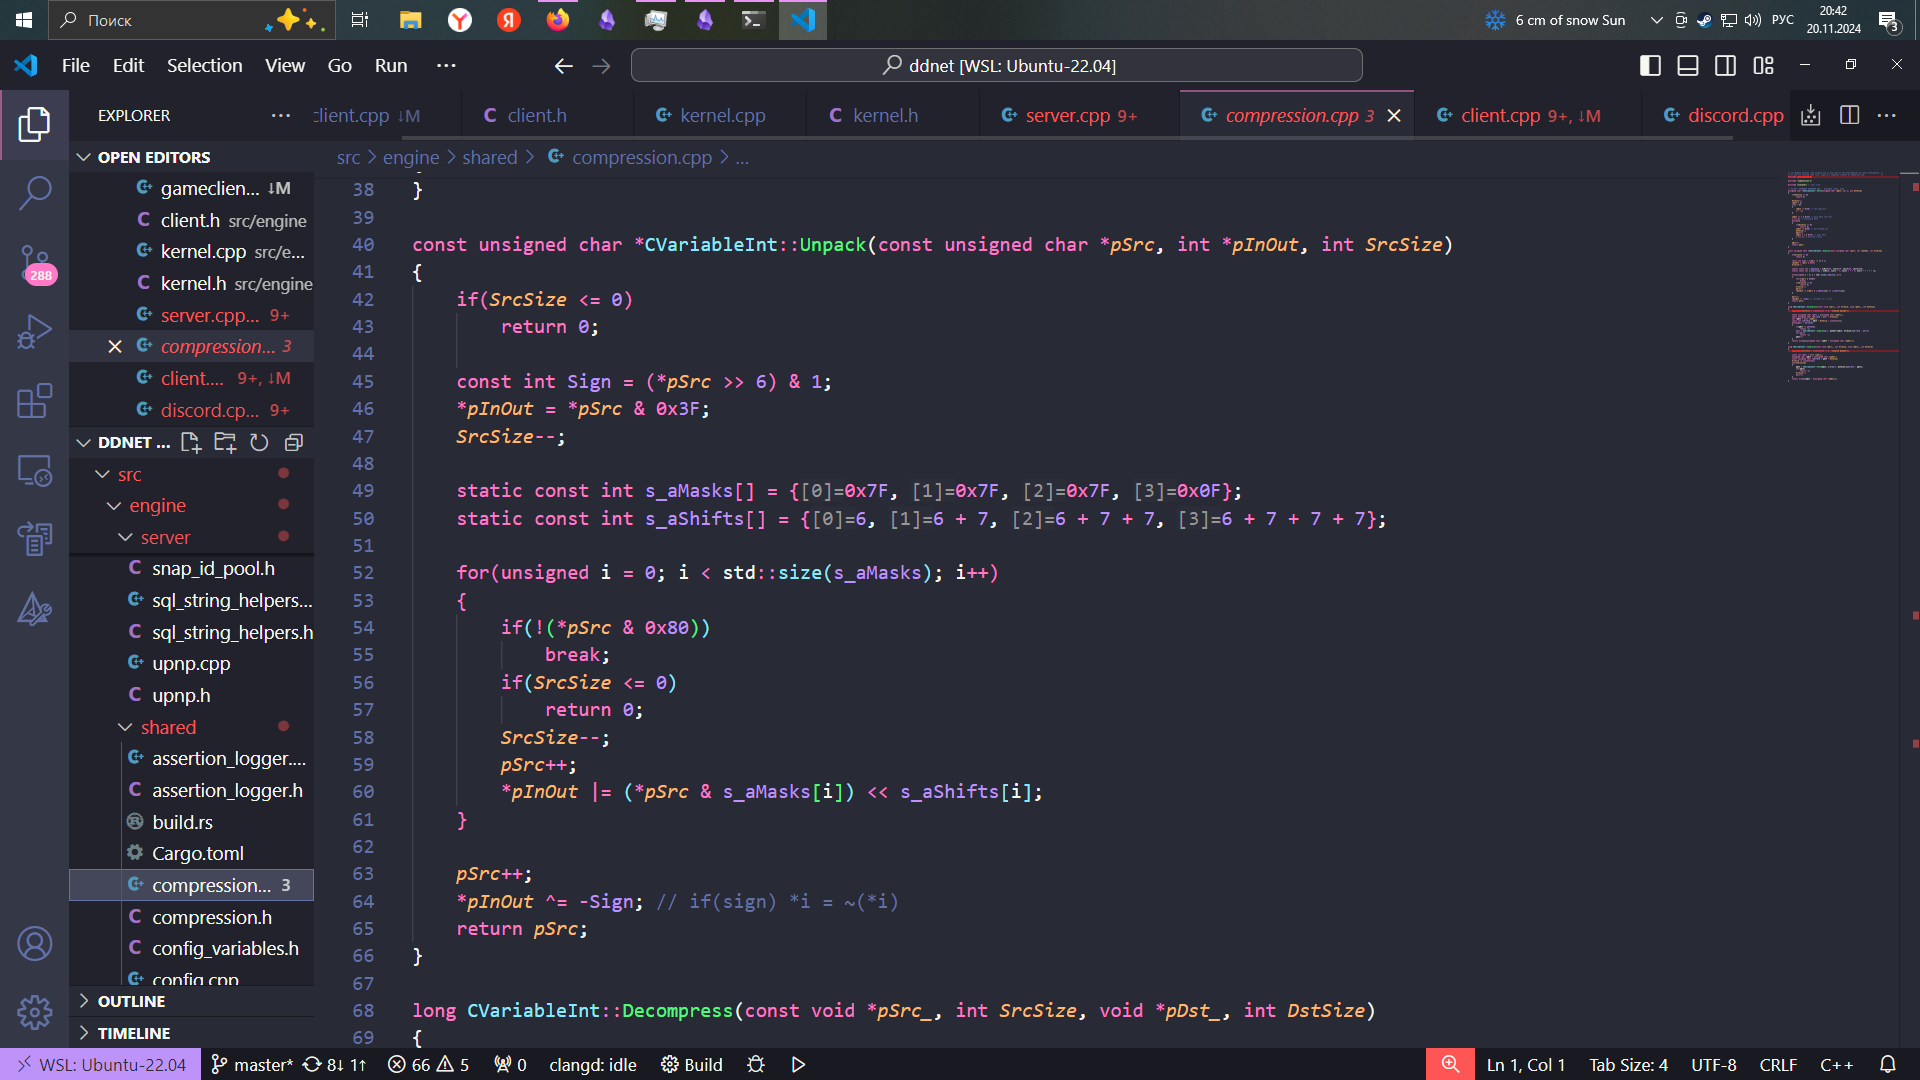 Поиск
6 cm of snow Sun
РУС
20:42
20.11.2024
3
File Edit Selection View Go Run ...
ddnet [WSL: Ubuntu-22.04]
EXPLORER
client.cpp ↓M
client.h
kernel.cpp
kernel.h
server.cpp 9+
compression.cpp 3
client.cpp 9+, ↓M
discord.cpp
src > engine > shared > compression.cpp > ...
OPEN EDITORS
gameclien... ↓M
client.h src/engine
kernel.cpp src/e...
kernel.h src/engine
server.cpp... 9+
compression... 3
client.... 9+, ↓M
discord.cp... 9+
288
DDNET ...
src
engine
server
snap_id_pool.h
sql_string_helpers...
sql_string_helpers.h
upnp.cpp
upnp.h
shared
assertion_logger....
assertion_logger.h
build.rs
Cargo.toml
compression... 3
compression.h
config_variables.h
config.cpp
OUTLINE
TIMELINE
38 }
39
40 const unsigned char *CVariableInt::Unpack(const unsigned char *pSrc, int *pInOut, int SrcSize)
41 {
42 if(SrcSize <= 0)
43 return 0;
44
45 const int Sign = (*pSrc >> 6) & 1;
46 *pInOut = *pSrc & 0x3F;
47 SrcSize--;
48
49 static const int s_aMasks[] = {[0]=0x7F, [1]=0x7F, [2]=0x7F, [3]=0x0F};
50 static const int s_aShifts[] = {[0]=6, [1]=6 + 7, [2]=6 + 7 + 7, [3]=6 + 7 + 7 + 7};
51
52 for(unsigned i = 0; i < std::size(s_aMasks); i++)
53 {
54 if(!(*pSrc & 0x80))
55 break;
56 if(SrcSize <= 0)
57 return 0;
58 SrcSize--;
59 pSrc++;
60 *pInOut |= (*pSrc & s_aMasks[i]) << s_aShifts[i];
61 }
62
63 pSrc++;
64 *pInOut ^= -Sign; // if(sign) *i = ~(*i)
65 return pSrc;
66 }
67
68 long CVariableInt::Decompress(const void *pSrc_, int SrcSize, void *pDst_, int DstSize)
69 {
WSL: Ubuntu-22.04 master* 8↓ 1↑ 66 5 0 clangd: idle Build Ln 1, Col 1 Tab Size: 4 UTF-8 CRLF C++